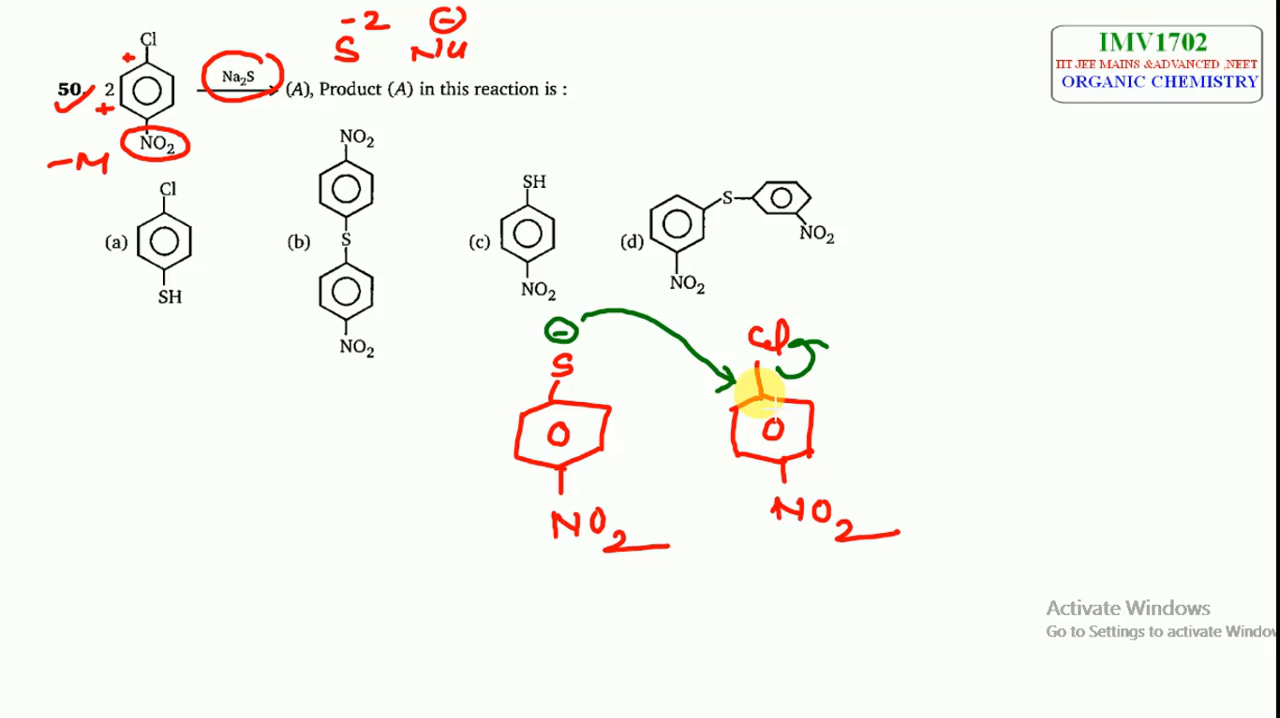 S⁻² Nu⊖
IMV1702
IIT JEE MAINS &ADVANCED ,NEET
ORGANIC CHEMISTRY
Cl
+
50. 2
Na₂S
(A), Product (A) in this reaction is :
+
NO₂
-M
(a)
Cl
SH
(b)
NO₂
S
NO₂
(c)
SH
NO₂
(d)
S
NO₂
NO₂
⊖
S
NO₂
Cl
NO₂
Activate Windows
Go to Settings to activate Windo